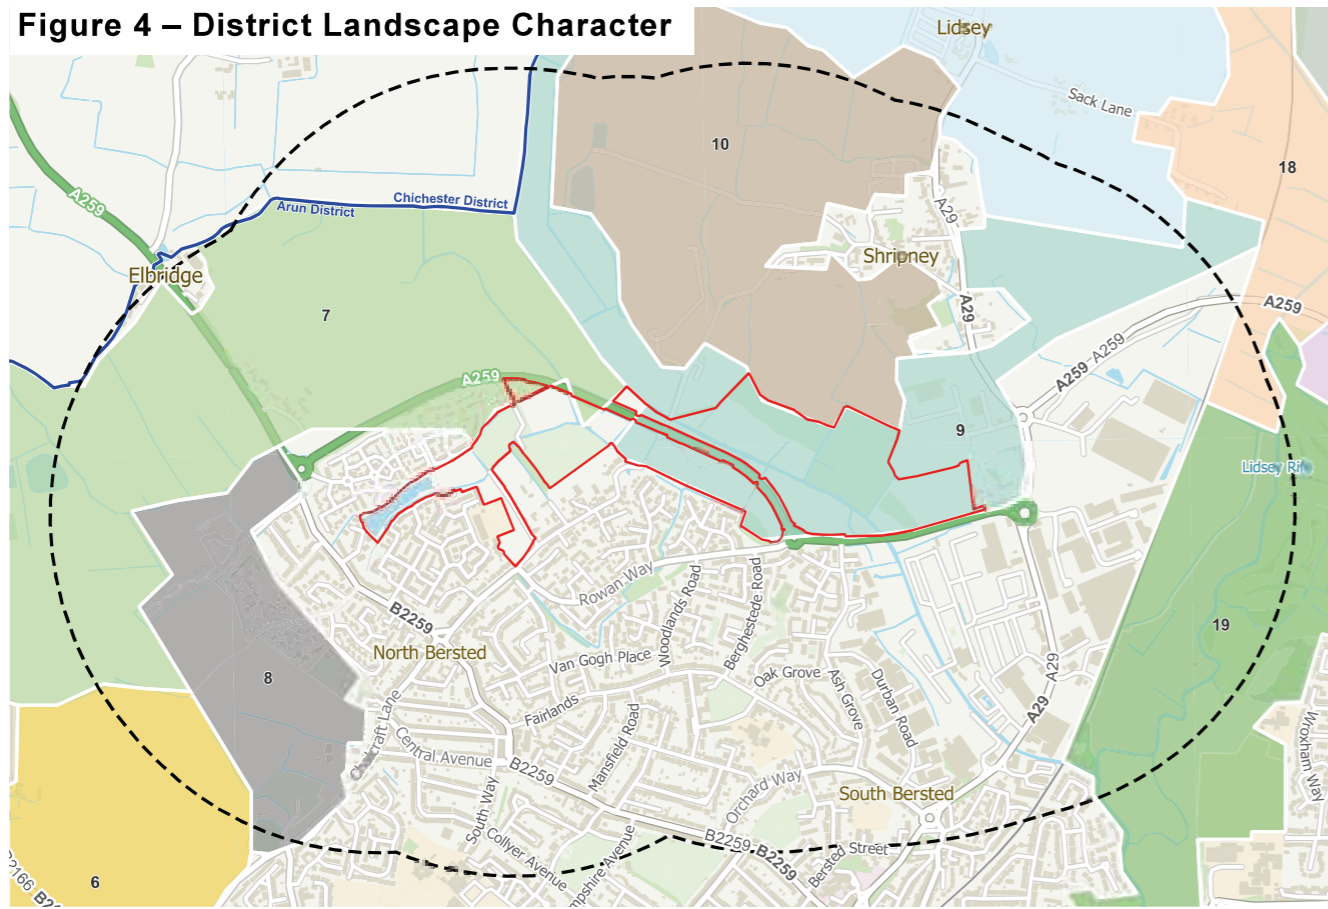 Figure 4 – District Landscape Character
Lidsey
Sack Lane
10
18
A259
Chichester District
Arun District
A29
Elbridge
Shripney
7
A29
A259
A259
A259
A259
9
Lidsey Rife
Rowan Way
B2259
Woodlands Road
Berghestede Road
19
North Bersted
Van Gogh Place
8
Oak Grove
Ash Grove
Durban Road
A29
A29
Fairlands
Mansfield Road
Chalcraft Lane
Central Avenue
B2259
Wroxham Way
Orchard Way
South Bersted
South Way
Collyer Avenue
B2259
B2259
Bersted Street
6